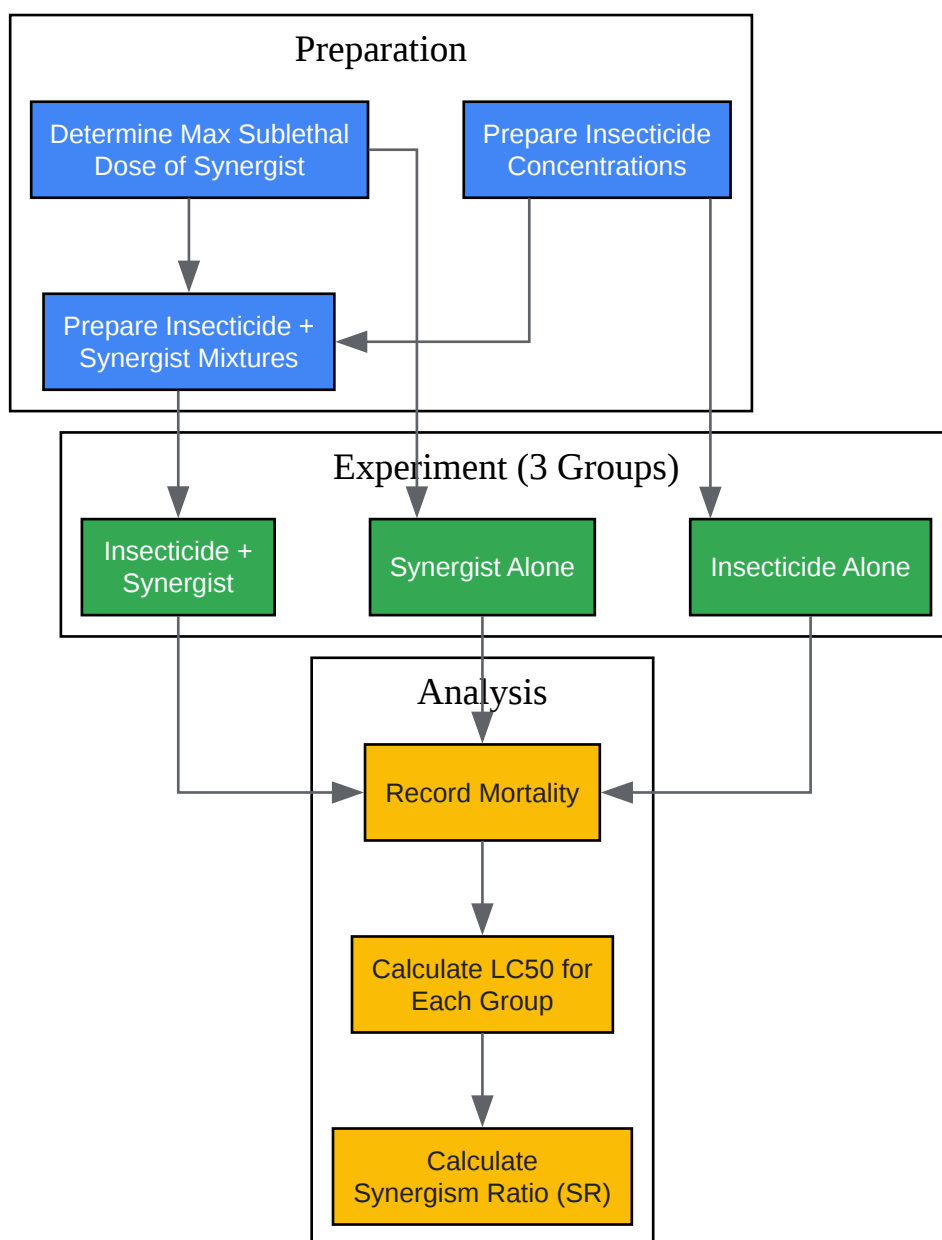 Preparation
Determine Max Sublethal
Dose of Synergist
Prepare Insecticide
Concentrations
Prepare Insecticide +
Synergist Mixtures
Experiment (3 Groups)
Insecticide +
Synergist
Synergist Alone
Insecticide Alone
Analysis
Record Mortality
Calculate LC50 for
Each Group
Calculate
Synergism Ratio (SR)